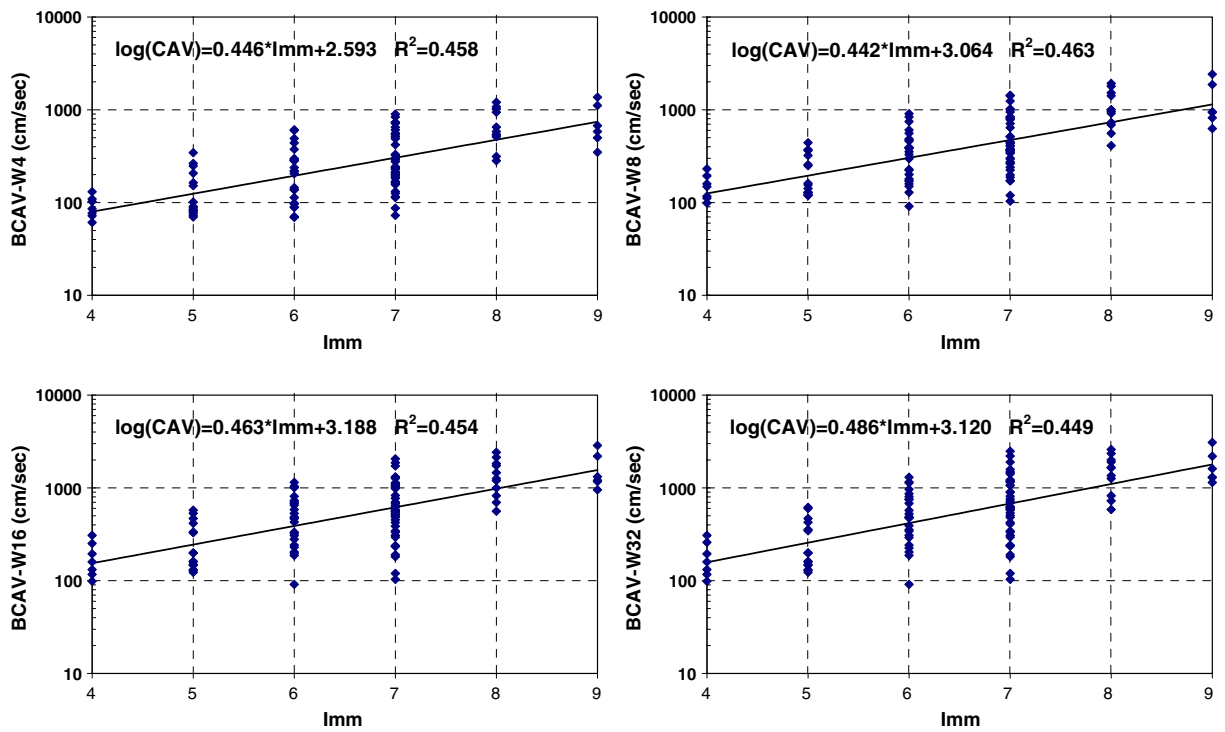 log(CAV)=0.446*Imm+2.593 R²=0.458
BCAV-W4 (cm/sec)
10000
1000
100
10
4 5 6 7 8 9
Imm
log(CAV)=0.442*Imm+3.064 R²=0.463
BCAV-W8 (cm/sec)
10000
1000
100
10
4 5 6 7 8 9
Imm
log(CAV)=0.463*Imm+3.188 R²=0.454
BCAV-W16 (cm/sec)
10000
1000
100
10
4 5 6 7 8 9
Imm
log(CAV)=0.486*Imm+3.120 R²=0.449
BCAV-W32 (cm/sec)
10000
1000
100
10
4 5 6 7 8 9
Imm